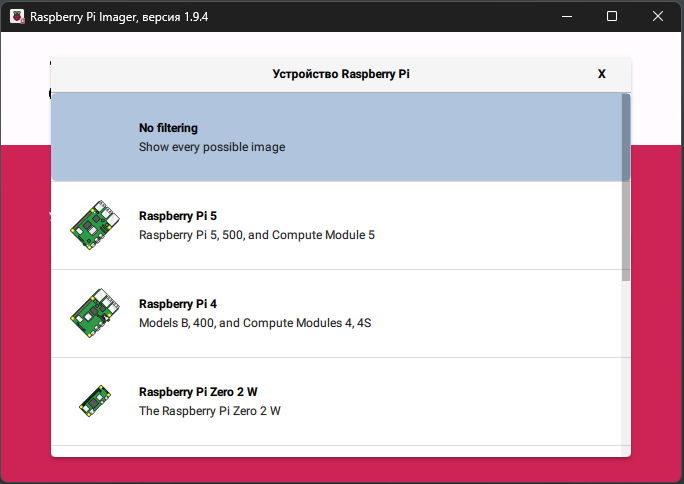 Raspberry Pi Imager, версия 1.9.4
Устройство Raspberry Pi
X
No filtering
Show every possible image
Raspberry Pi 5
Raspberry Pi 5, 500, and Compute Module 5
Raspberry Pi 4
Models B, 400, and Compute Modules 4, 4S
Raspberry Pi Zero 2 W
The Raspberry Pi Zero 2 W